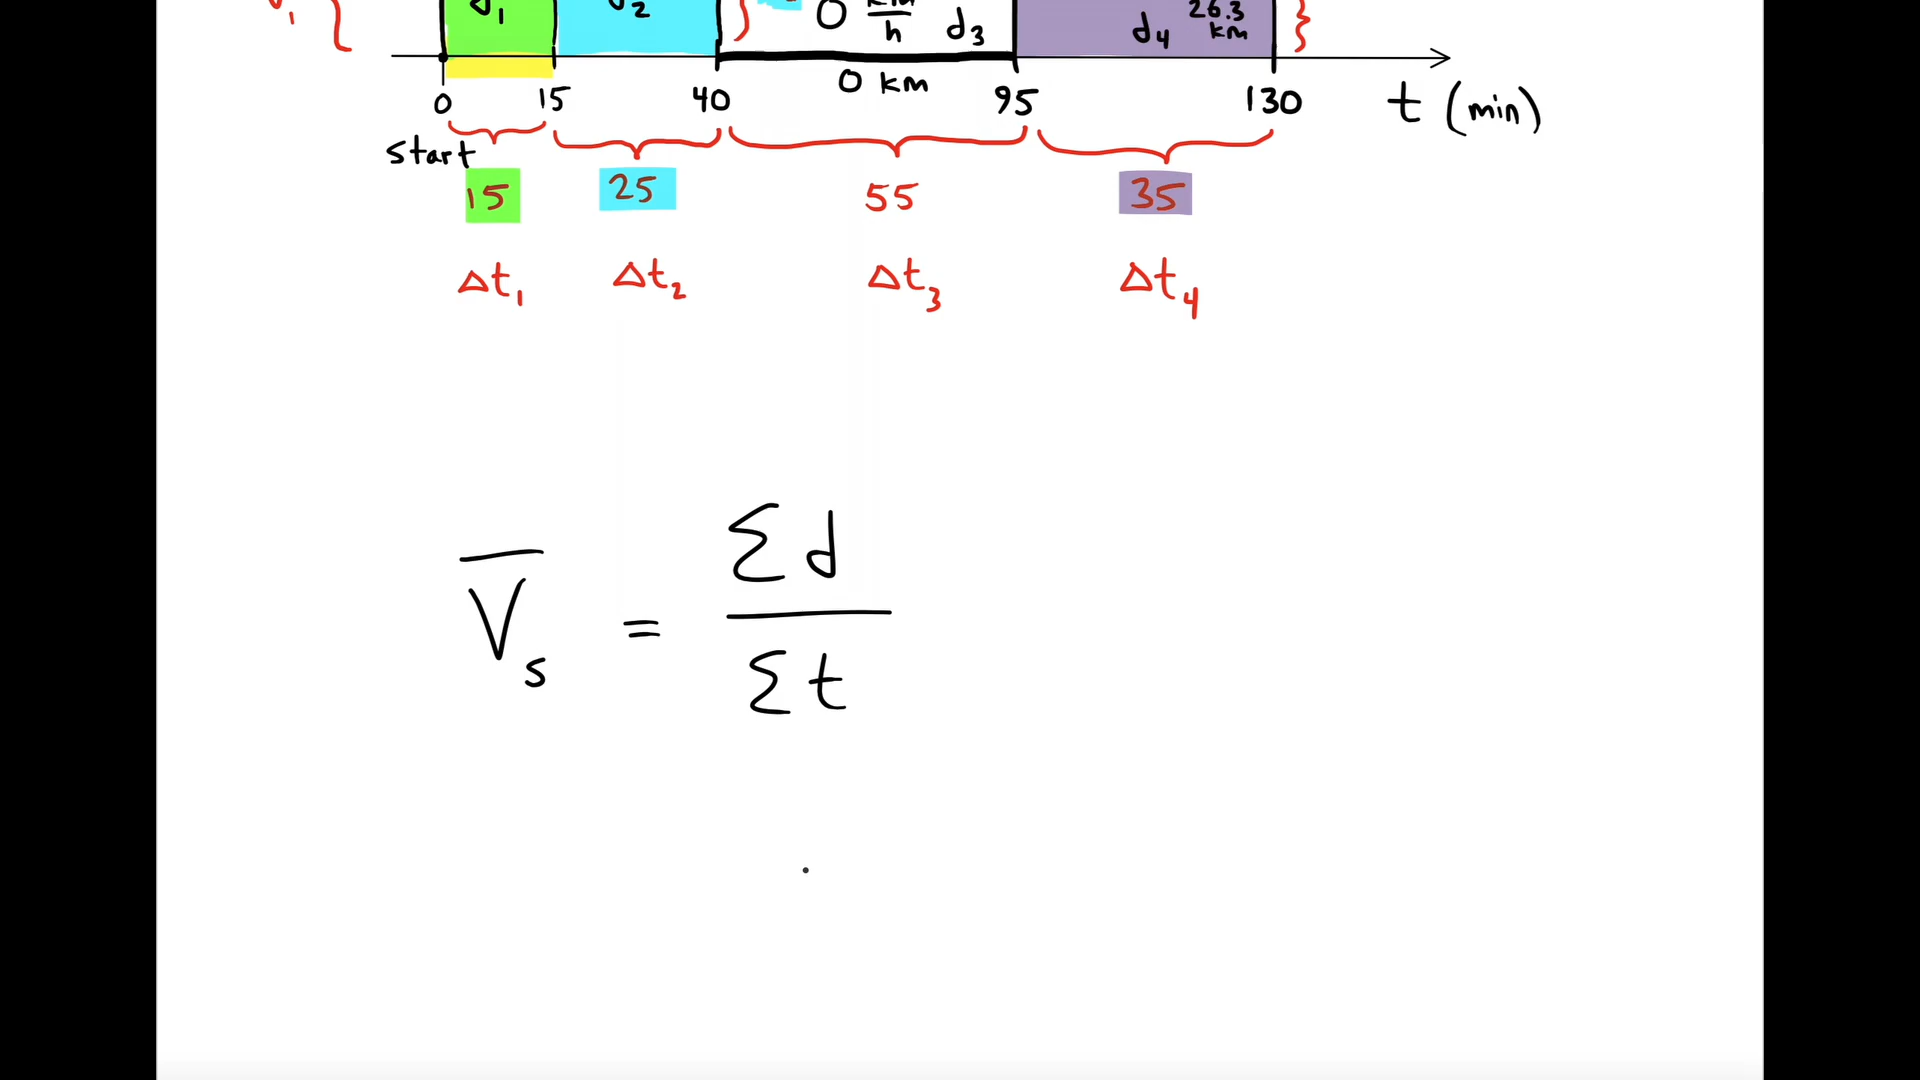 0 km/h d₃ d₄ 26.3 km
0 km
0 15 40 95 130 t (min)
start
15 25 55 35
Δt₁ Δt₂ Δt₃ Δt₄
V̅ₛ = Σd / Σt